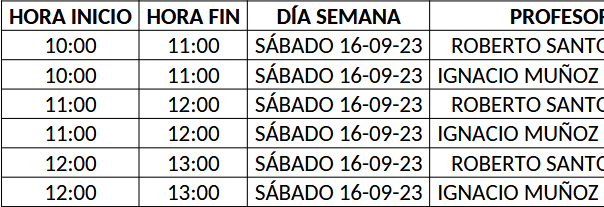 HORA INICIO HORA FIN DÍA SEMANA PROFESOR
10:00 11:00 SÁBADO 16-09-23 ROBERTO SANTO
10:00 11:00 SÁBADO 16-09-23 IGNACIO MUÑOZ
11:00 12:00 SÁBADO 16-09-23 ROBERTO SANTO
11:00 12:00 SÁBADO 16-09-23 IGNACIO MUÑOZ
12:00 13:00 SÁBADO 16-09-23 ROBERTO SANTO
12:00 13:00 SÁBADO 16-09-23 IGNACIO MUÑOZ